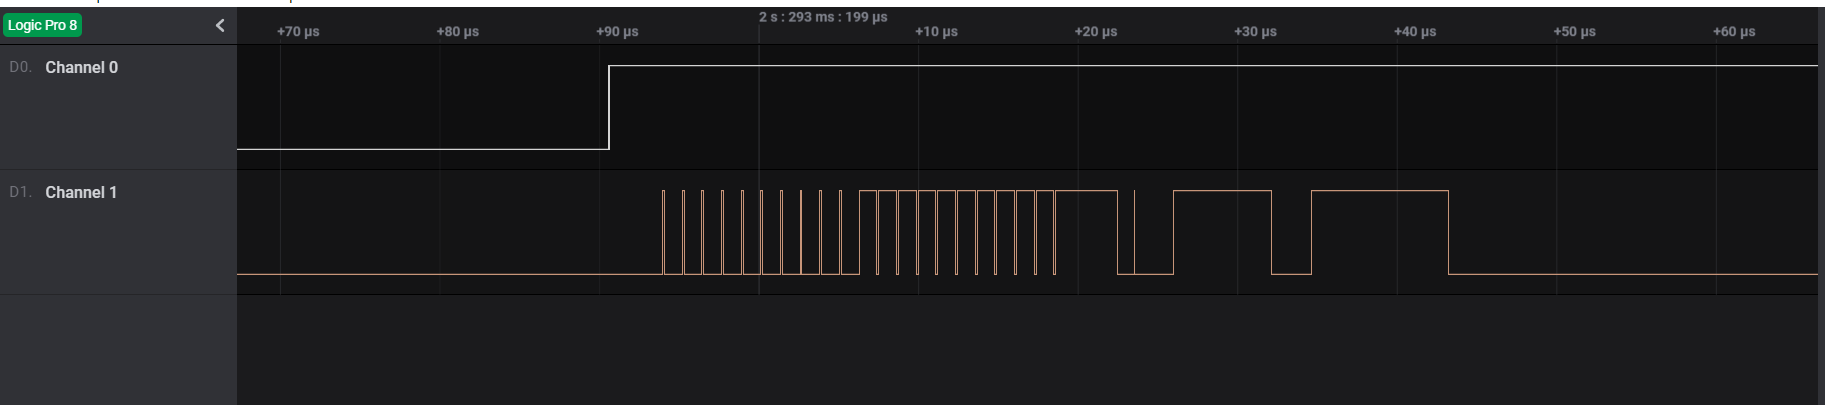 Logic Pro 8
2 s : 293 ms : 199 µs
+70 µs +80 µs +90 µs +10 µs +20 µs +30 µs +40 µs +50 µs +60 µs
D0. Channel 0
D1. Channel 1